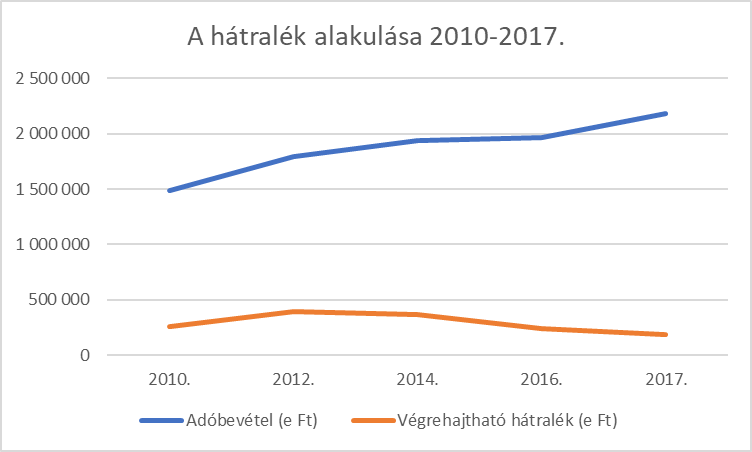 A hátralék alakulása 2010-2017.
2 500 000
2 000 000
1 500 000
1 000 000
500 000
0
2010. 2012. 2014. 2016. 2017.
Adóbevétel (e Ft) Végrehajtható hátralék (e Ft)